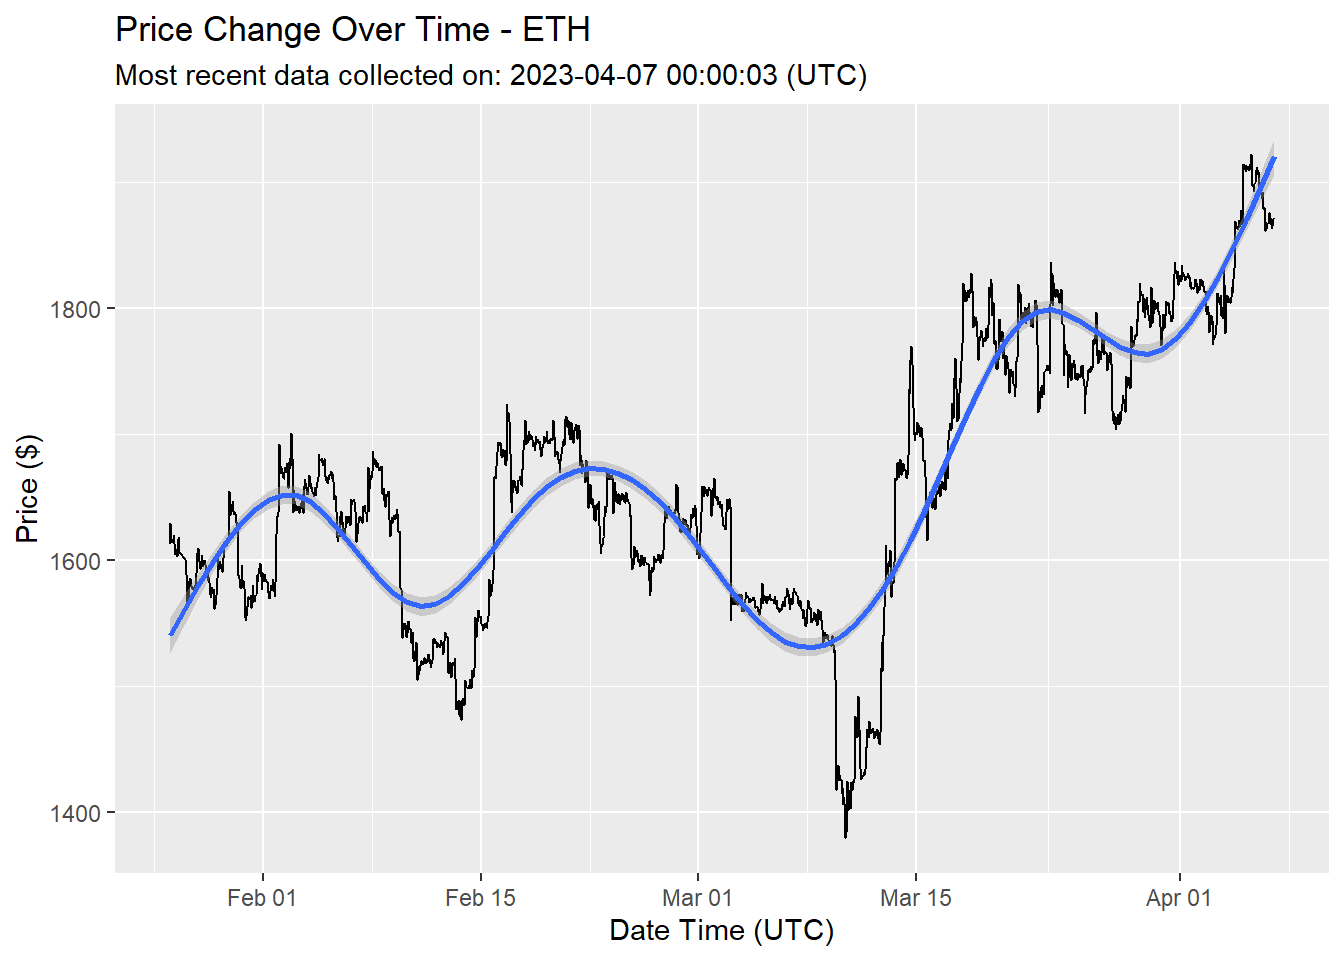 Price Change Over Time - ETH
Most recent data collected on: 2023-04-07 00:00:03 (UTC)
Price ($)
1800
1600
1400
Feb 01
Feb 15
Mar 01
Mar 15
Apr 01
Date Time (UTC)